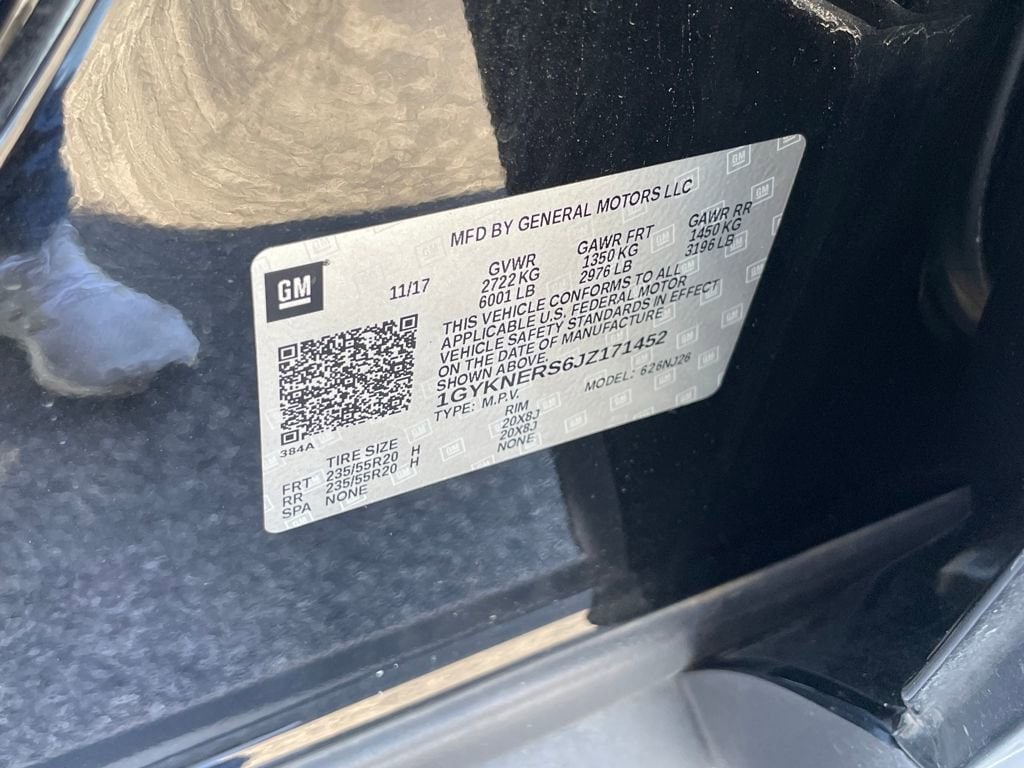 MFD BY GENERAL MOTORS LLC
GM
11/17
GVWR GAWR FRT GAWR RR
2722 KG 1350 KG 1450 KG
6001 LB 2976 LB 3196 LB
THIS VEHICLE CONFORMS TO ALL
APPLICABLE U.S. FEDERAL MOTOR
VEHICLE SAFETY STANDARDS IN EFFECT
ON THE DATE OF MANUFACTURE
SHOWN ABOVE.
1GYKNERS6JZ171452
TYPE: M.P.V. MODEL: 626NJ26
384A
TIRE SIZE RIM
FRT 235/55R20 H 20X8J
RR 235/55R20 H 20X8J
SPA NONE NONE